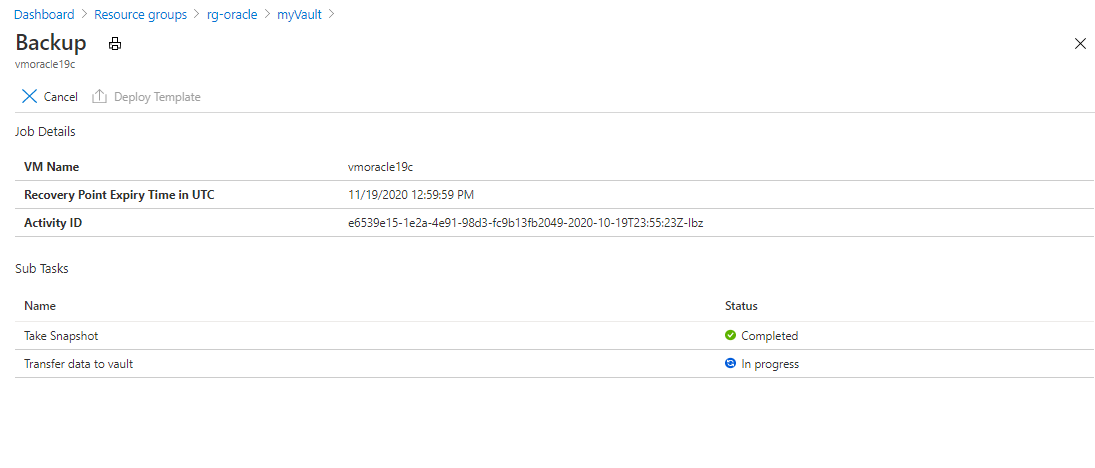 Dashboard > Resource groups > rg-oracle > myVault >
Backup
vmoracle19c
Cancel Deploy Template
Job Details
VM Name vmoracle19c
Recovery Point Expiry Time in UTC 11/19/2020 12:59:59 PM
Activity ID e6539e15-1e2a-4e91-98d3-fc9b13fb2049-2020-10-19T23:55:23Z-Ibz
Sub Tasks
Name Status
Take Snapshot Completed
Transfer data to vault In progress